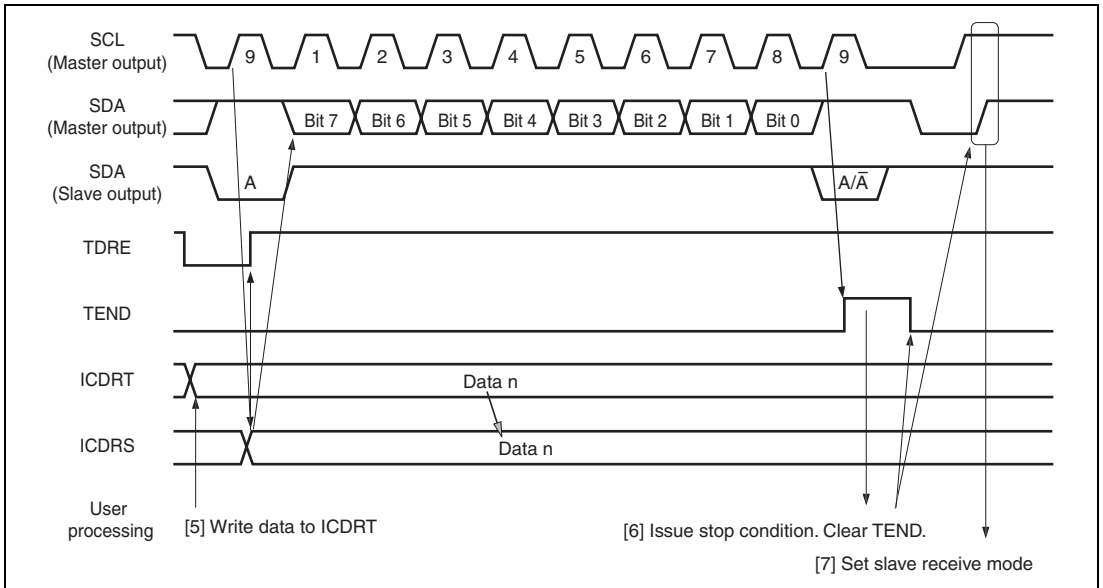 SCL
(Master output)
9 1 2 3 4 5 6 7 8 9
SDA
(Master output)
Bit 7 Bit 6 Bit 5 Bit 4 Bit 3 Bit 2 Bit 1 Bit 0
SDA
(Slave output)
A A/A̅
TDRE
TEND
ICDRT
Data n
ICDRS
Data n
User
processing
[5] Write data to ICDRT
[6] Issue stop condition. Clear TEND.
[7] Set slave receive mode